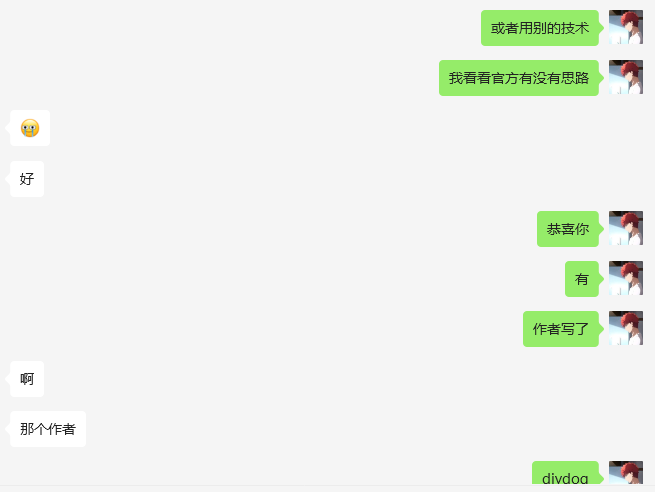 或者用别的技术
我看看官方有没有思路
好
恭喜你
有
作者写了
啊
那个作者
divdog